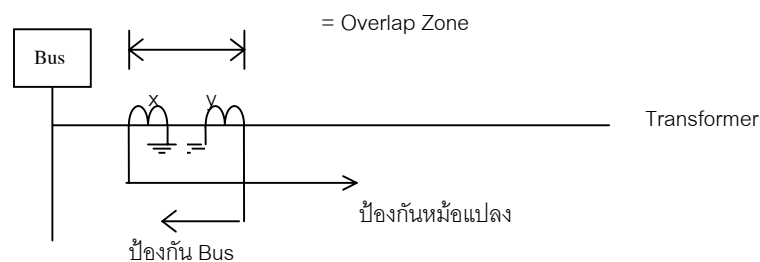 = Overlap Zone
Bus
x y
Transformer
ป้องกันหม้อแปลง
ป้องกัน Bus